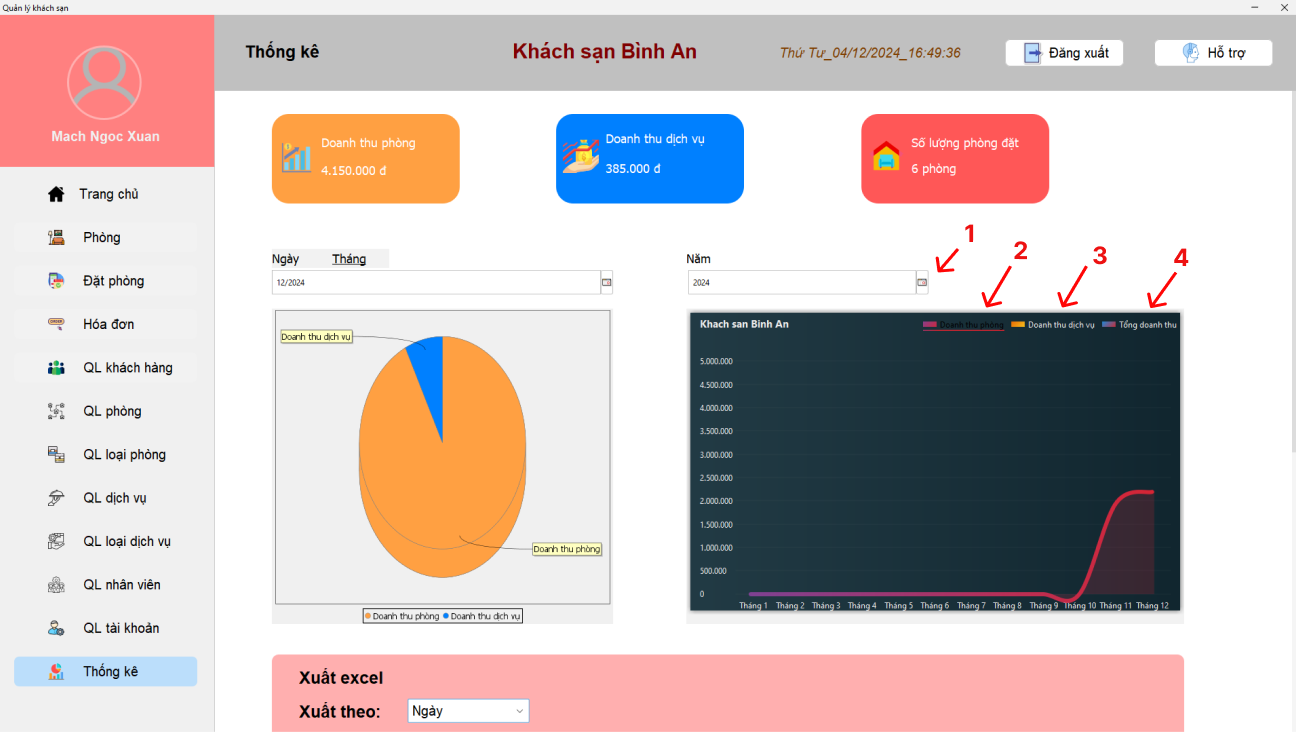 Quản lý khách sạn
Mach Ngoc Xuan
Trang chủ
Phòng
Đặt phòng
Hóa đơn
QL khách hàng
QL phòng
QL loại phòng
QL dịch vụ
QL loại dịch vụ
QL nhân viên
QL tài khoản
Thống kê
Thống kê
Khách sạn Bình An
Thứ Tư_04/12/2024_16:49:36
Đăng xuất
Hỗ trợ
Doanh thu phòng
4.150.000 đ
Doanh thu dịch vụ
385.000 đ
Số lượng phòng đặt
6 phòng
Ngày Tháng
12/2024
Doanh thu dịch vụ
Doanh thu phòng
Doanh thu phòng Doanh thu dịch vụ
Năm
2024
1
2
3
4
Khach san Binh An
Doanh thu phòng Doanh thu dịch vụ Tổng doanh thu
5.000.000
4.500.000
4.000.000
3.500.000
3.000.000
2.500.000
2.000.000
1.500.000
1.000.000
500.000
0
Tháng 1 Tháng 2 Tháng 3 Tháng 4 Tháng 5 Tháng 6 Tháng 7 Tháng 8 Tháng 9 Tháng 10 Tháng 11 Tháng 12
Xuất excel
Xuất theo: Ngày